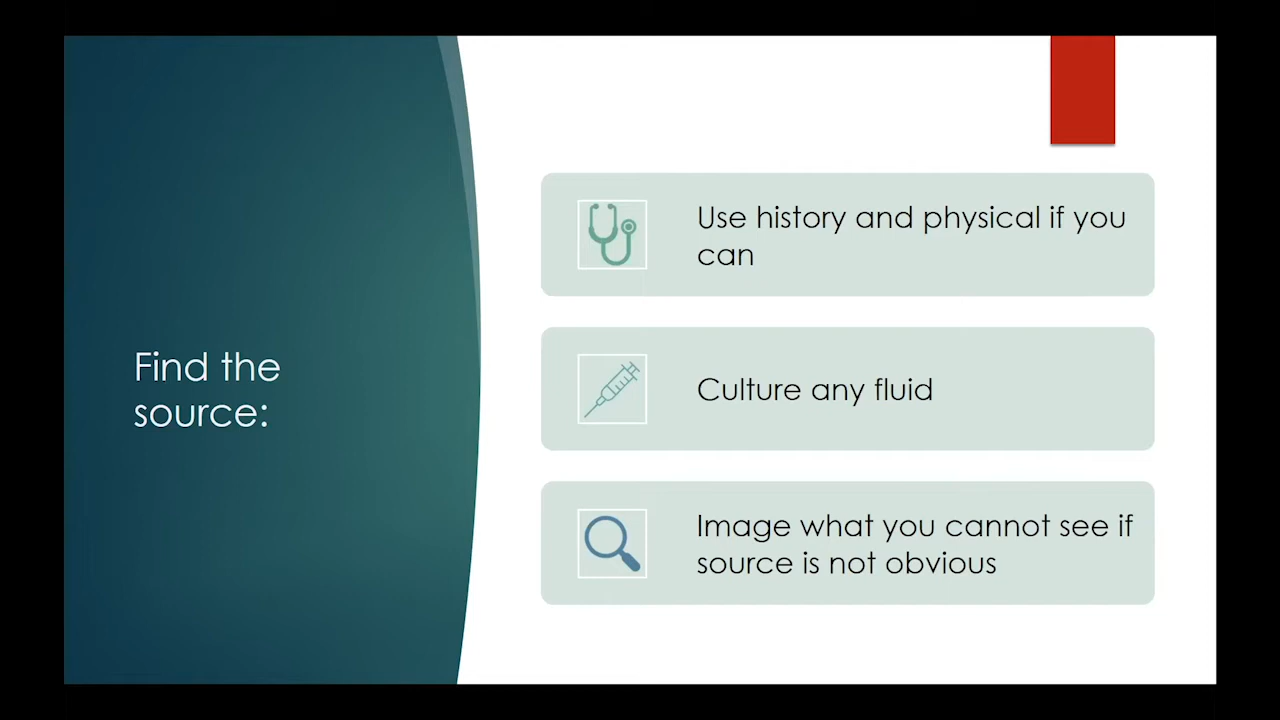 Find the
source:
Use history and physical if you
can
Culture any fluid
Image what you cannot see if
source is not obvious